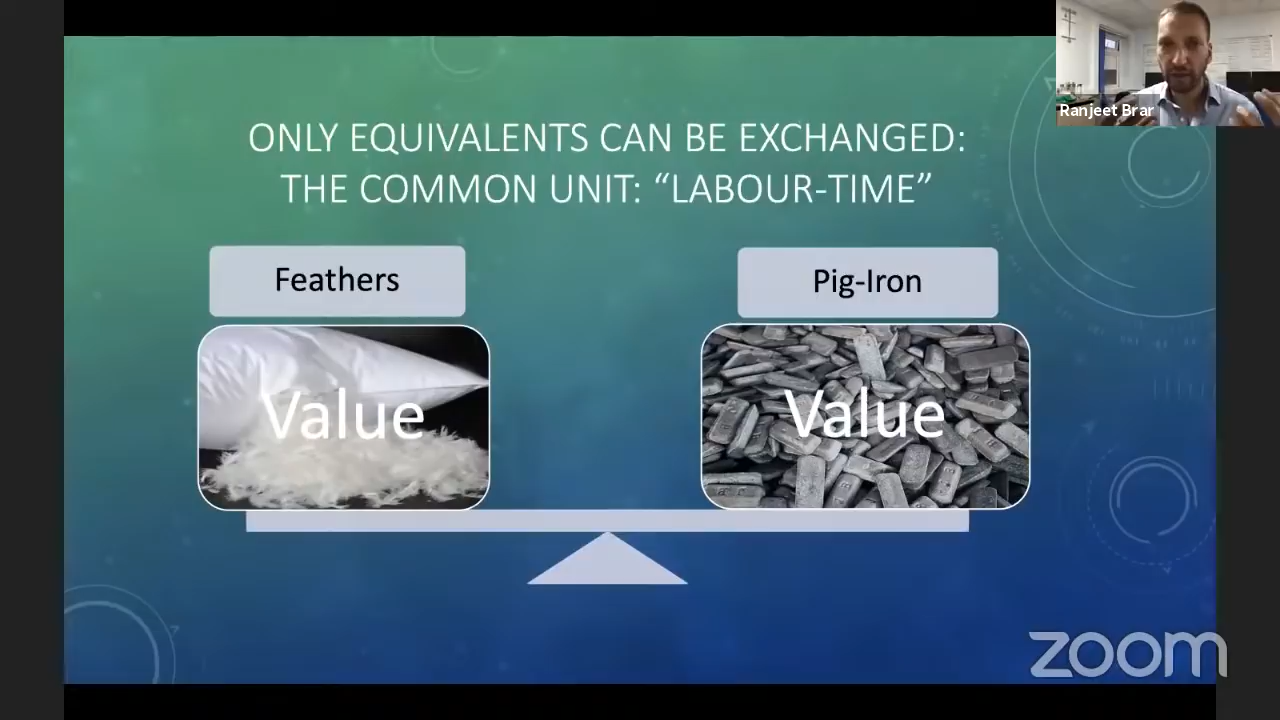 Ranjeet Brar
ONLY EQUIVALENTS CAN BE EXCHANGED:
THE COMMON UNIT: “LABOUR-TIME”
Feathers
Pig-Iron
Value
Value
zoom